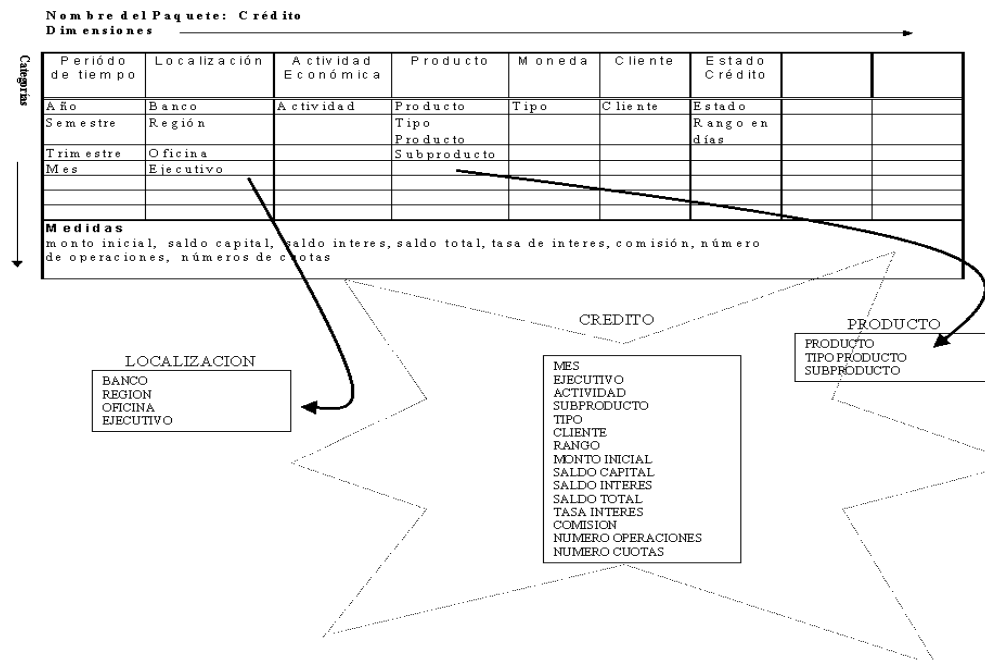 Nombre del Paquete: Crédito
Dimensiones
Categorías
Periódo de tiempo
Localización
Actividad Económica
Producto
Moneda
Cliente
Estado Crédito
Año
Banco
Actividad
Producto
Tipo
Cliente
Estado
Semestre
Región
Tipo Producto
Rango en días
Trimestre
Oficina
Subproducto
Mes
Ejecutivo
Medidas
monto inicial, saldo capital, saldo interes, saldo total, tasa de interes, comisión, número
de operaciones, números de cuotas
CREDITO
PRODUCTO
PRODUCTO
TIPO PRODUCTO
SUBPRODUCTO
LOCALIZACION
BANCO
REGION
OFICINA
EJECUTIVO
MES
EJECUTIVO
ACTIVIDAD
SUBPRODUCTO
TIPO
CLIENTE
RANGO
MONTO INICIAL
SALDO CAPITAL
SALDO INTERES
SALDO TOTAL
TASA INTERES
COMISION
NUMERO OPERACIONES
NUMERO CUOTAS